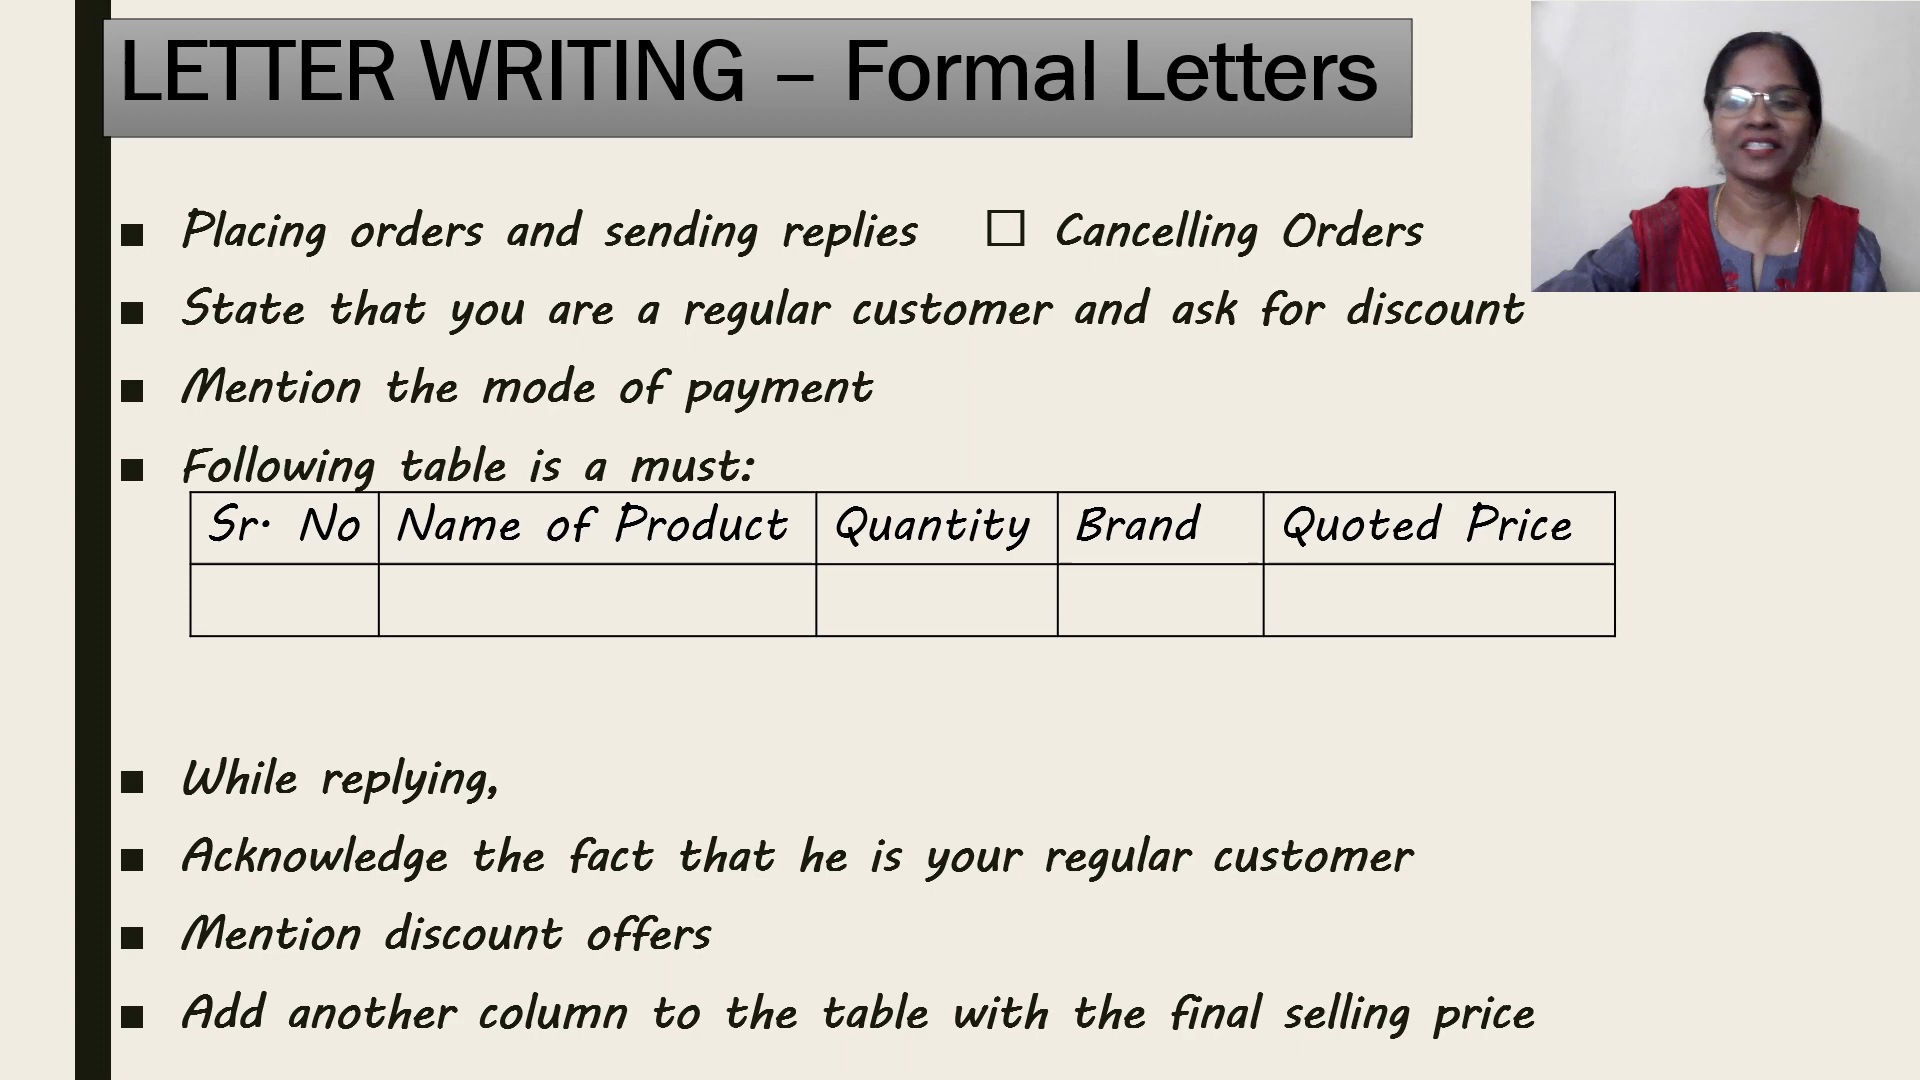 LETTER WRITING – Formal Letters
■ Placing orders and sending replies □ Cancelling Orders
■ State that you are a regular customer and ask for discount
■ Mention the mode of payment
■ Following table is a must:
Sr. No Name of Product Quantity Brand Quoted Price
■ While replying,
■ Acknowledge the fact that he is your regular customer
■ Mention discount offers
■ Add another column to the table with the final selling price